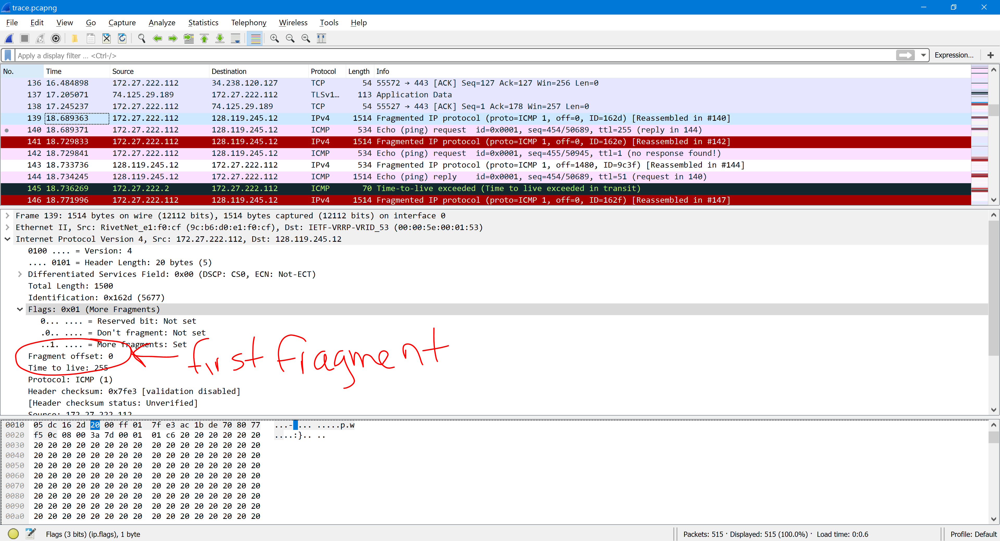 trace.pcapng
File Edit View Go Capture Analyze Statistics Telephony Wireless Tools Help
Apply a display filter ... <Ctrl-/> Expression... +
No. Time Source Destination Protocol Length Info
136 16.484898 172.27.222.112 34.238.120.127 TCP 54 55572 → 443 [ACK] Seq=127 Ack=127 Win=256 Len=0
137 17.205071 74.125.29.189 172.27.222.112 TLSv1… 113 Application Data
138 17.245237 172.27.222.112 74.125.29.189 TCP 54 55527 → 443 [ACK] Seq=1 Ack=178 Win=257 Len=0
139 18.689363 172.27.222.112 128.119.245.12 IPv4 1514 Fragmented IP protocol (proto=ICMP 1, off=0, ID=162d) [Reassembled in #140]
140 18.689371 172.27.222.112 128.119.245.12 ICMP 534 Echo (ping) request id=0x0001, seq=454/50689, ttl=255 (reply in 144)
141 18.729833 172.27.222.112 128.119.245.12 IPv4 1514 Fragmented IP protocol (proto=ICMP 1, off=0, ID=162e) [Reassembled in #142]
142 18.729841 172.27.222.112 128.119.245.12 ICMP 534 Echo (ping) request id=0x0001, seq=455/50945, ttl=1 (no response found!)
143 18.733736 128.119.245.12 172.27.222.112 IPv4 534 Fragmented IP protocol (proto=ICMP 1, off=1480, ID=9c3f) [Reassembled in #144]
144 18.734245 128.119.245.12 172.27.222.112 ICMP 1514 Echo (ping) reply id=0x0001, seq=454/50689, ttl=51 (request in 140)
145 18.736269 172.27.222.2 172.27.222.112 ICMP 70 Time-to-live exceeded (Time to live exceeded in transit)
146 18.771996 172.27.222.112 128.119.245.12 IPv4 1514 Fragmented IP protocol (proto=ICMP 1, off=0, ID=162f) [Reassembled in #147]
Frame 139: 1514 bytes on wire (12112 bits), 1514 bytes captured (12112 bits) on interface 0
Ethernet II, Src: RivetNet_e1:f0:cf (9c:b6:d0:e1:f0:cf), Dst: IETF-VRRP-VRID_53 (00:00:5e:00:01:53)
Internet Protocol Version 4, Src: 172.27.222.112, Dst: 128.119.245.12
0100 .... = Version: 4
.... 0101 = Header Length: 20 bytes (5)
Differentiated Services Field: 0x00 (DSCP: CS0, ECN: Not-ECT)
Total Length: 1500
Identification: 0x162d (5677)
Flags: 0x01 (More Fragments)
0... .... = Reserved bit: Not set
.0.. .... = Don't fragment: Not set
..1. .... = More fragments: Set
Fragment offset: 0
first fragment
Time to live: 255
Protocol: ICMP (1)
Header checksum: 0x7fe3 [validation disabled]
[Header checksum status: Unverified]
Source: 172.27.222.112
0010 05 dc 16 2d 20 00 ff 01 7f e3 ac 1b de 70 80 77 ...- ... .....p.w
0020 f5 0c 08 00 3a 7d 00 01 01 c6 20 20 20 20 20 20 ....:}.. ..
0030 20 20 20 20 20 20 20 20 20 20 20 20 20 20 20 20
0040 20 20 20 20 20 20 20 20 20 20 20 20 20 20 20 20
0050 20 20 20 20 20 20 20 20 20 20 20 20 20 20 20 20
0060 20 20 20 20 20 20 20 20 20 20 20 20 20 20 20 20
0070 20 20 20 20 20 20 20 20 20 20 20 20 20 20 20 20
0080 20 20 20 20 20 20 20 20 20 20 20 20 20 20 20 20
0090 20 20 20 20 20 20 20 20 20 20 20 20 20 20 20 20
00a0 20 20 20 20 20 20 20 20 20 20 20 20 20 20 20 20
Flags (3 bits) (ip.flags), 1 byte Packets: 515 · Displayed: 515 (100.0%) · Load time: 0:0.6 Profile: Default